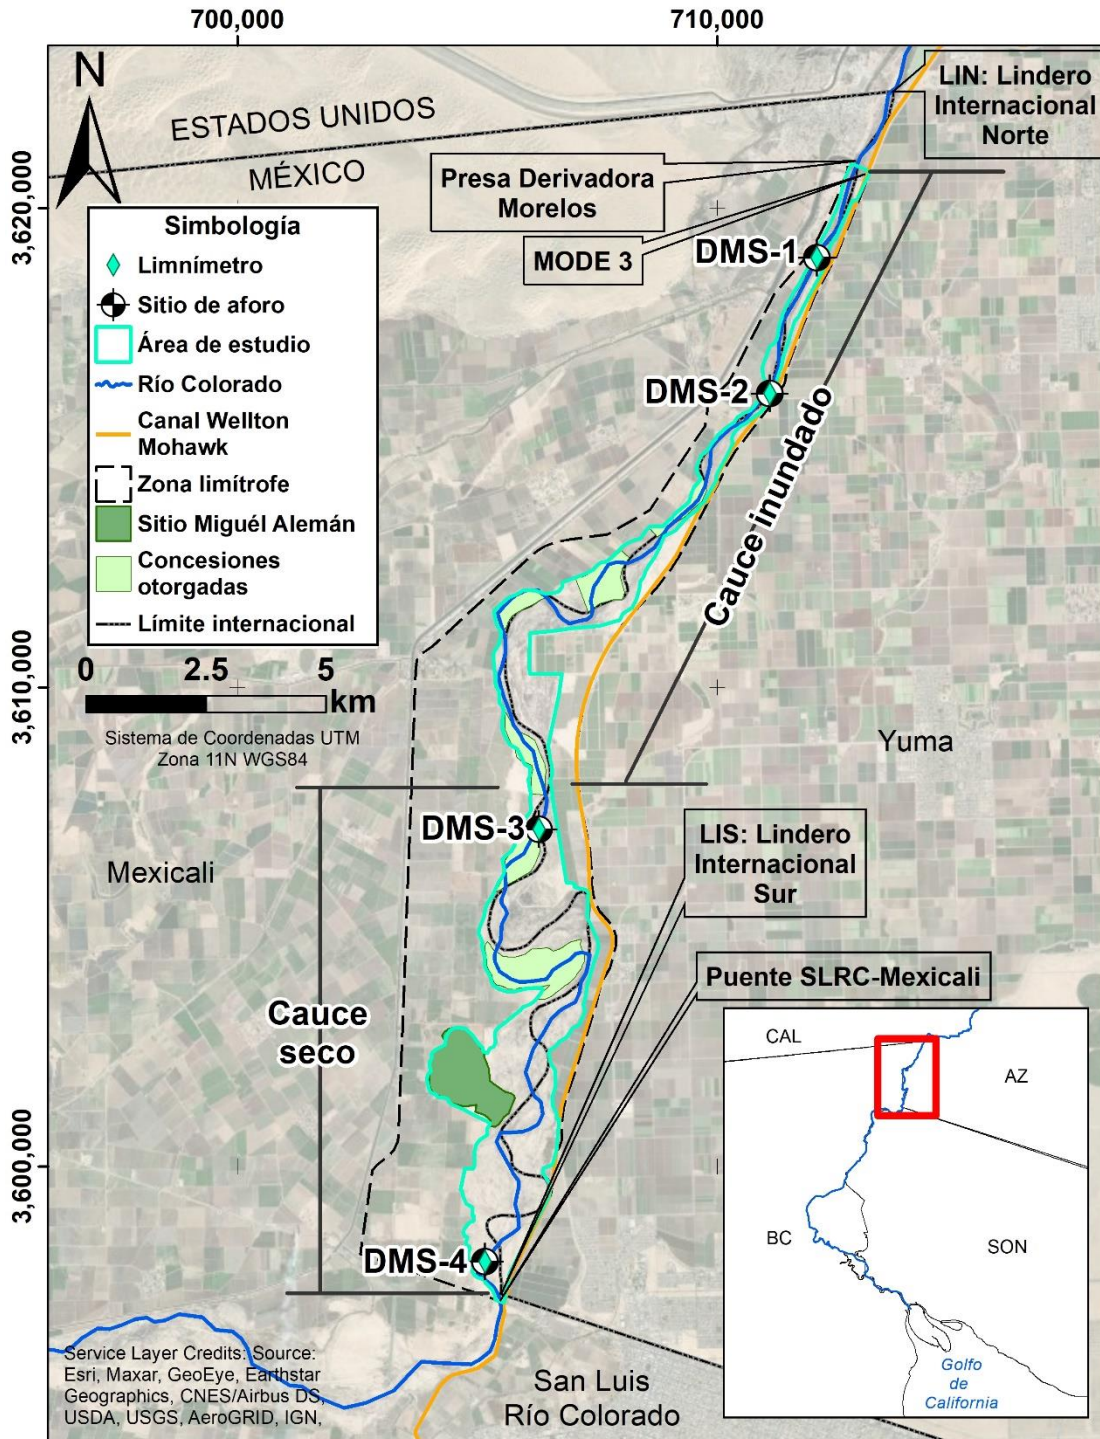 700,000
710,000
N
ESTADOS UNIDOS
MÉXICO
LIN: Lindero
Internacional
Norte
Presa Derivadora
Morelos
MODE 3
3,620,000
Simbología
Limnímetro
Sitio de aforo
Área de estudio
Río Colorado
Canal Wellton
Mohawk
Zona limítrofe
Sitio Miguél Alemán
Concesiones
otorgadas
Límite internacional
DMS-1
DMS-2
Cauce inundado
0
2.5
5
km
Sistema de Coordenadas UTM
Zona 11N WGS84
3,610,000
Yuma
DMS-3
Mexicali
LIS: Lindero
Internacional
Sur
Puente SLRC-Mexicali
Cauce
seco
3,600,000
DMS-4
CAL
AZ
BC
SON
Golfo
de
California
Service Layer Credits: Source:
Esri, Maxar, GeoEye, Earthstar
Geographics, CNES/Airbus DS,
USDA, USGS, AeroGRID, IGN,
San Luis
Río Colorado